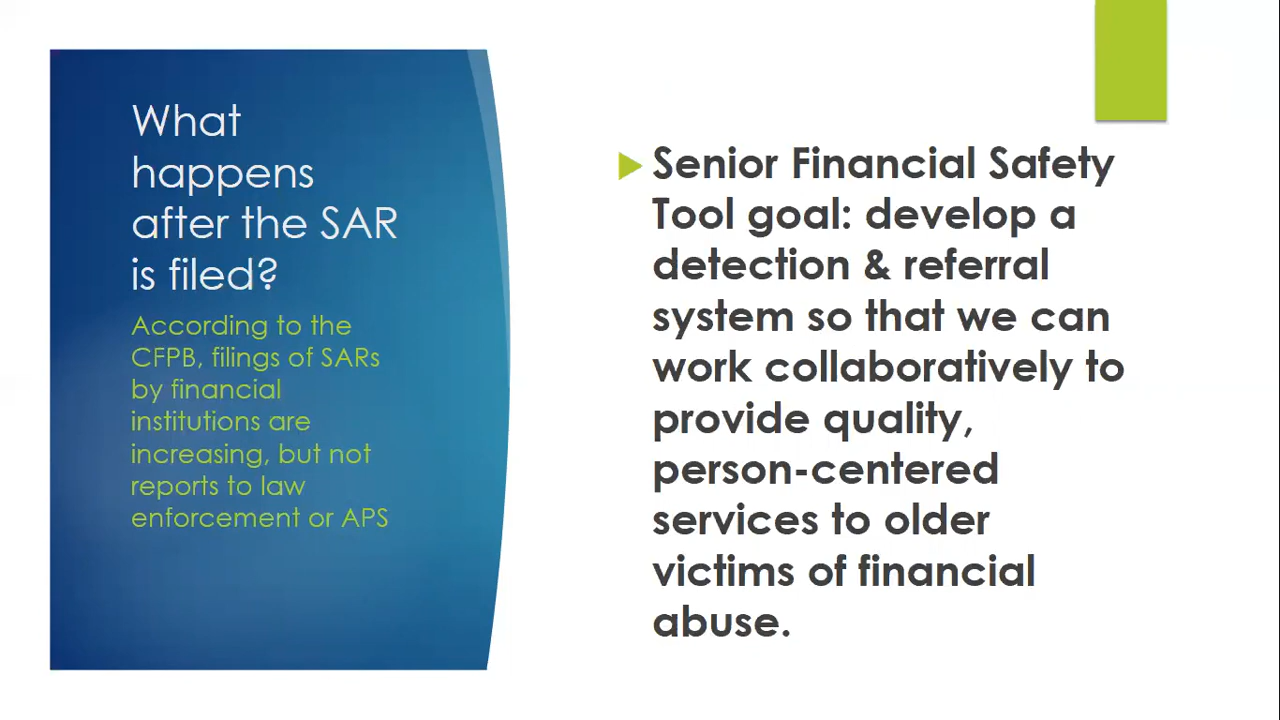 What
happens
after the SAR
is filed?
According to the
CFPB, filings of SARs
by financial
institutions are
increasing, but not
reports to law
enforcement or APS
Senior Financial Safety
Tool goal: develop a
detection & referral
system so that we can
work collaboratively to
provide quality,
person-centered
services to older
victims of financial
abuse.